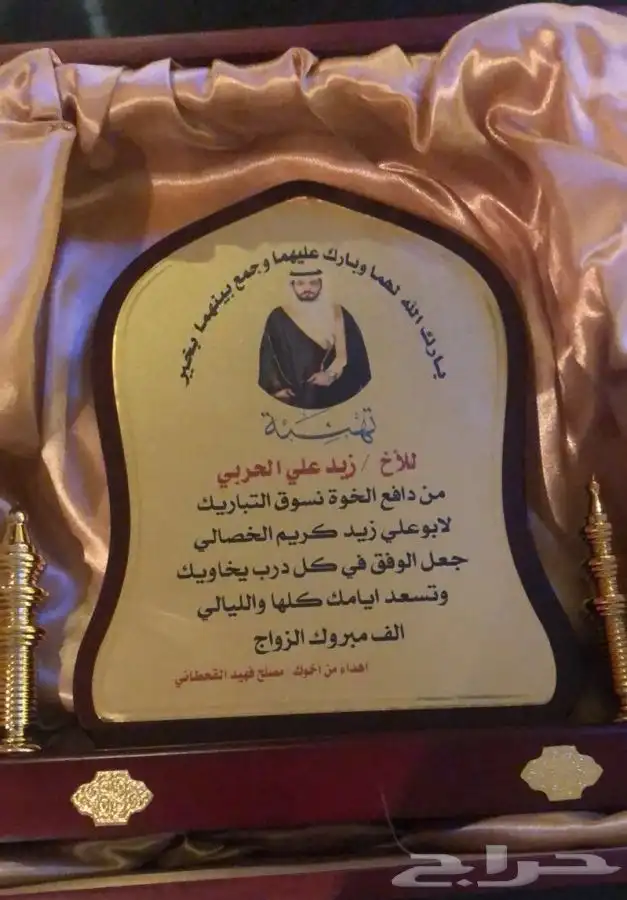 بارك الله لهما وبارك عليهما وجمع بينهما بخير
تهنئة
للأخ / زيد علي الحربي
من دافع الخوة نسوق التباريك
لابوعلي زيد كريم الخصالي
جعل الوفق في كل درب يخاويك
وتسعد ايامك كلها والليالي
الف مبروك الزواج
اهداء من اخوك مصلح فهيد القحطاني
حراج